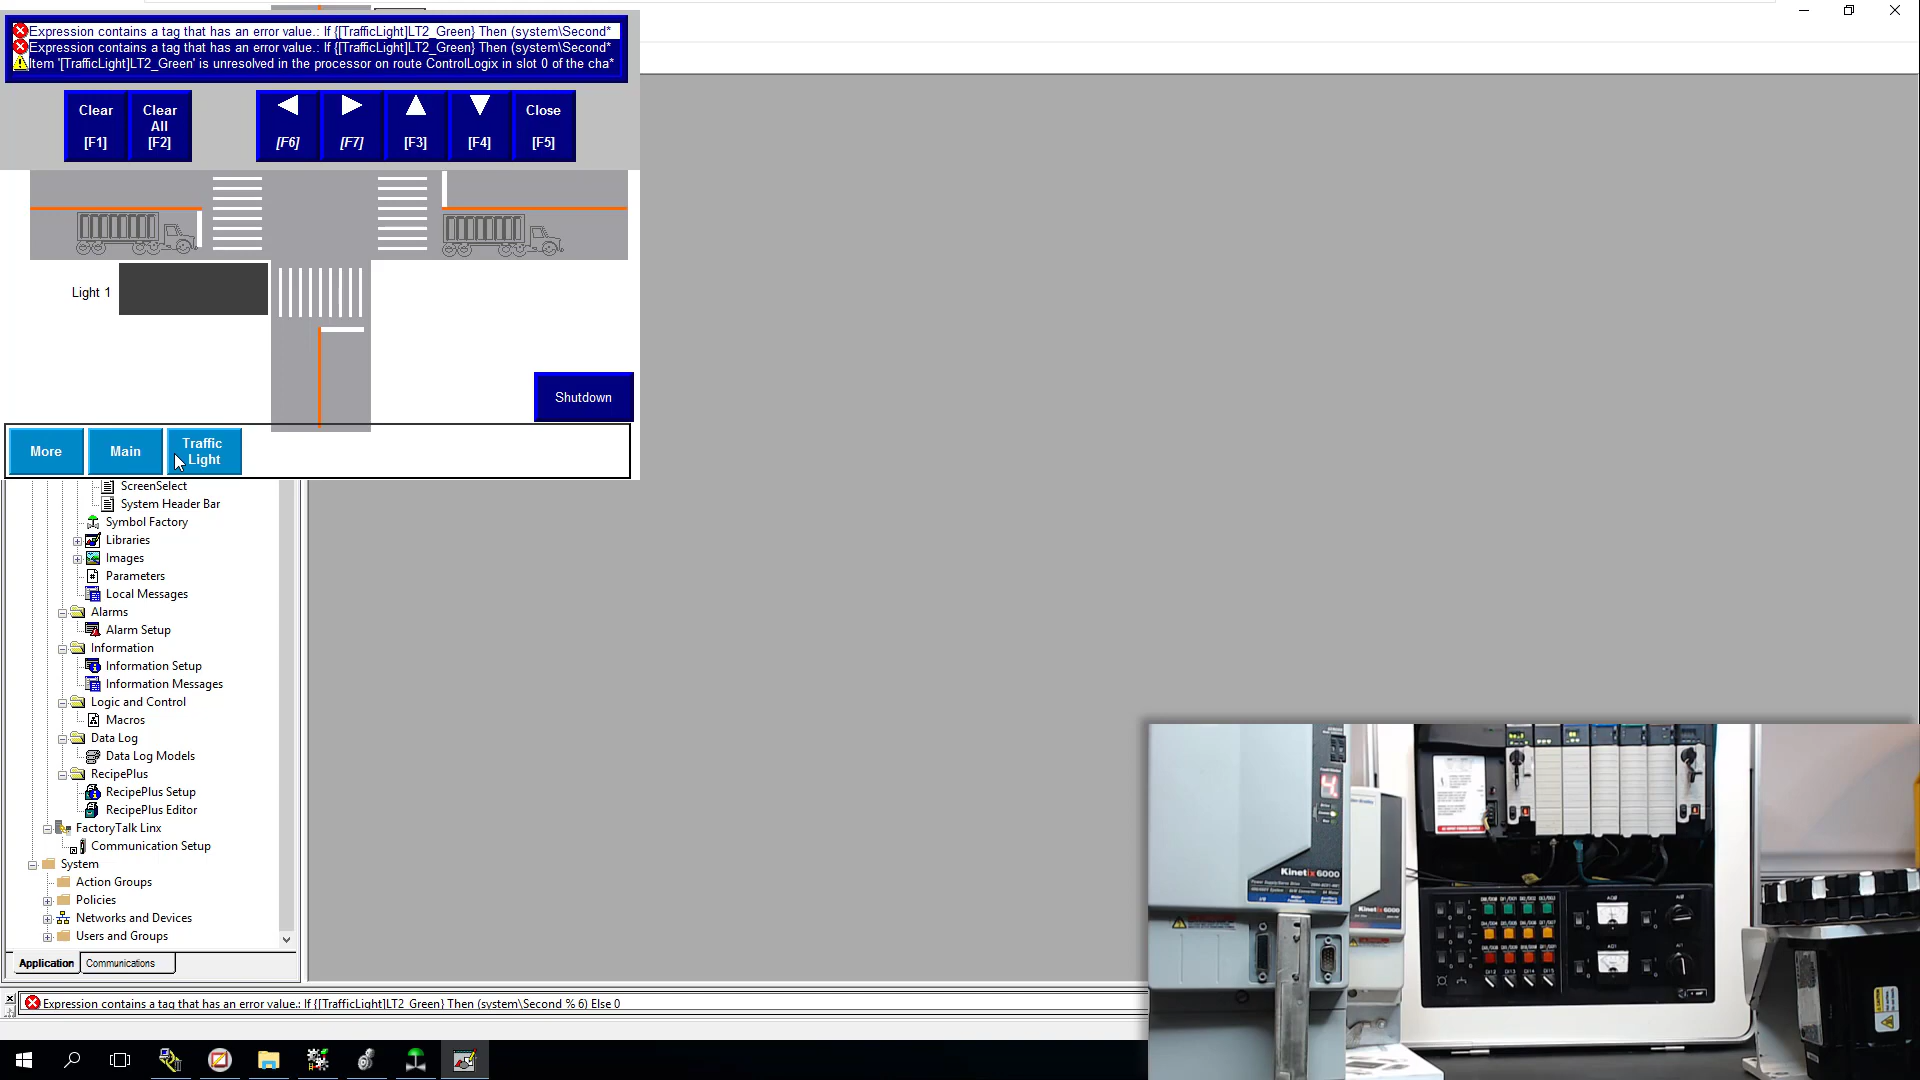 Expression contains a tag that has an error value.: If {[TrafficLight]LT2_Green} Then (system\Second*
Expression contains a tag that has an error value.: If {[TrafficLight]LT2_Green} Then (system\Second*
Item '[TrafficLight]LT2_Green' is unresolved in the processor on route ControlLogix in slot 0 of the cha*
Clear
[F1]
Clear
All
[F2]
[F6]
[F7]
[F3]
[F4]
Close
[F5]
Light 1
Shutdown
More
Main
Traffic
Light
ScreenSelect
System Header Bar
Symbol Factory
Libraries
Images
Parameters
Local Messages
Alarms
Alarm Setup
Information
Information Setup
Information Messages
Logic and Control
Macros
Data Log
Data Log Models
RecipePlus
RecipePlus Setup
RecipePlus Editor
FactoryTalk Linx
Communication Setup
System
Action Groups
Policies
Networks and Devices
Users and Groups
Application
Communications
Expression contains a tag that has an error value.: If {[TrafficLight]LT2_Green} Then (system\Second % 6) Else 0
4.
Kinetix 6000
Kinetix 6000